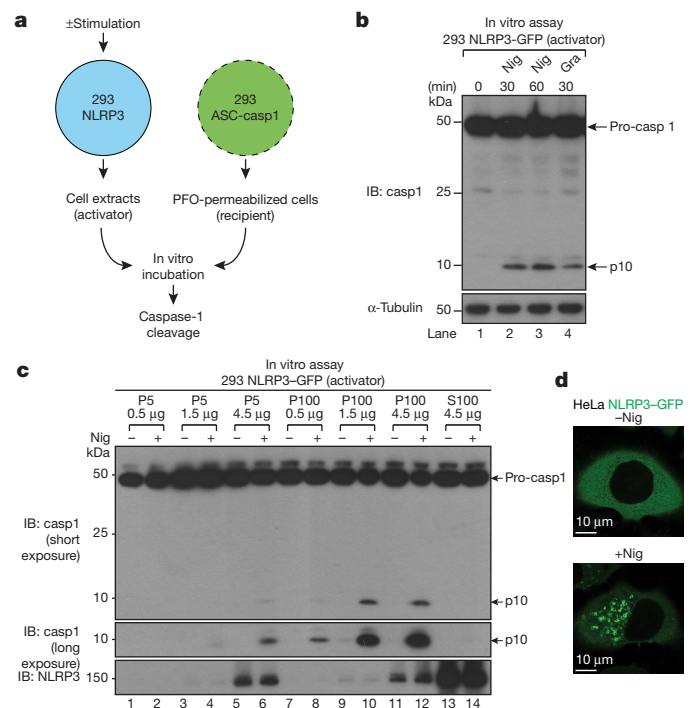 a
±Stimulation
293
NLRP3
293
ASC-casp1
Cell extracts
(activator)
PFO-permeabilized cells
(recipient)
In vitro
incubation
Caspase-1
cleavage
b
In vitro assay
293 NLRP3-GFP (activator)
Nig Nig Gra
(min) 0 30 60 30
kDa
50
Pro-casp 1
IB: casp1
25
10
p10
α-Tubulin
50
Lane 1 2 3 4
c
In vitro assay
293 NLRP3–GFP (activator)
P5 P5 P5 P100 P100 P100 S100
0.5 μg 1.5 μg 4.5 μg 0.5 μg 1.5 μg 4.5 μg 4.5 μg
Nig – + – + – + – + – + – + – +
kDa
50
Pro-casp1
IB: casp1
(short
exposure)
25
10
p10
IB: casp1
(long
exposure)
10
p10
IB: NLRP3
150
1 2 3 4 5 6 7 8 9 10 11 12 13 14
d
HeLa NLRP3–GFP
–Nig
10 μm
+Nig
10 μm